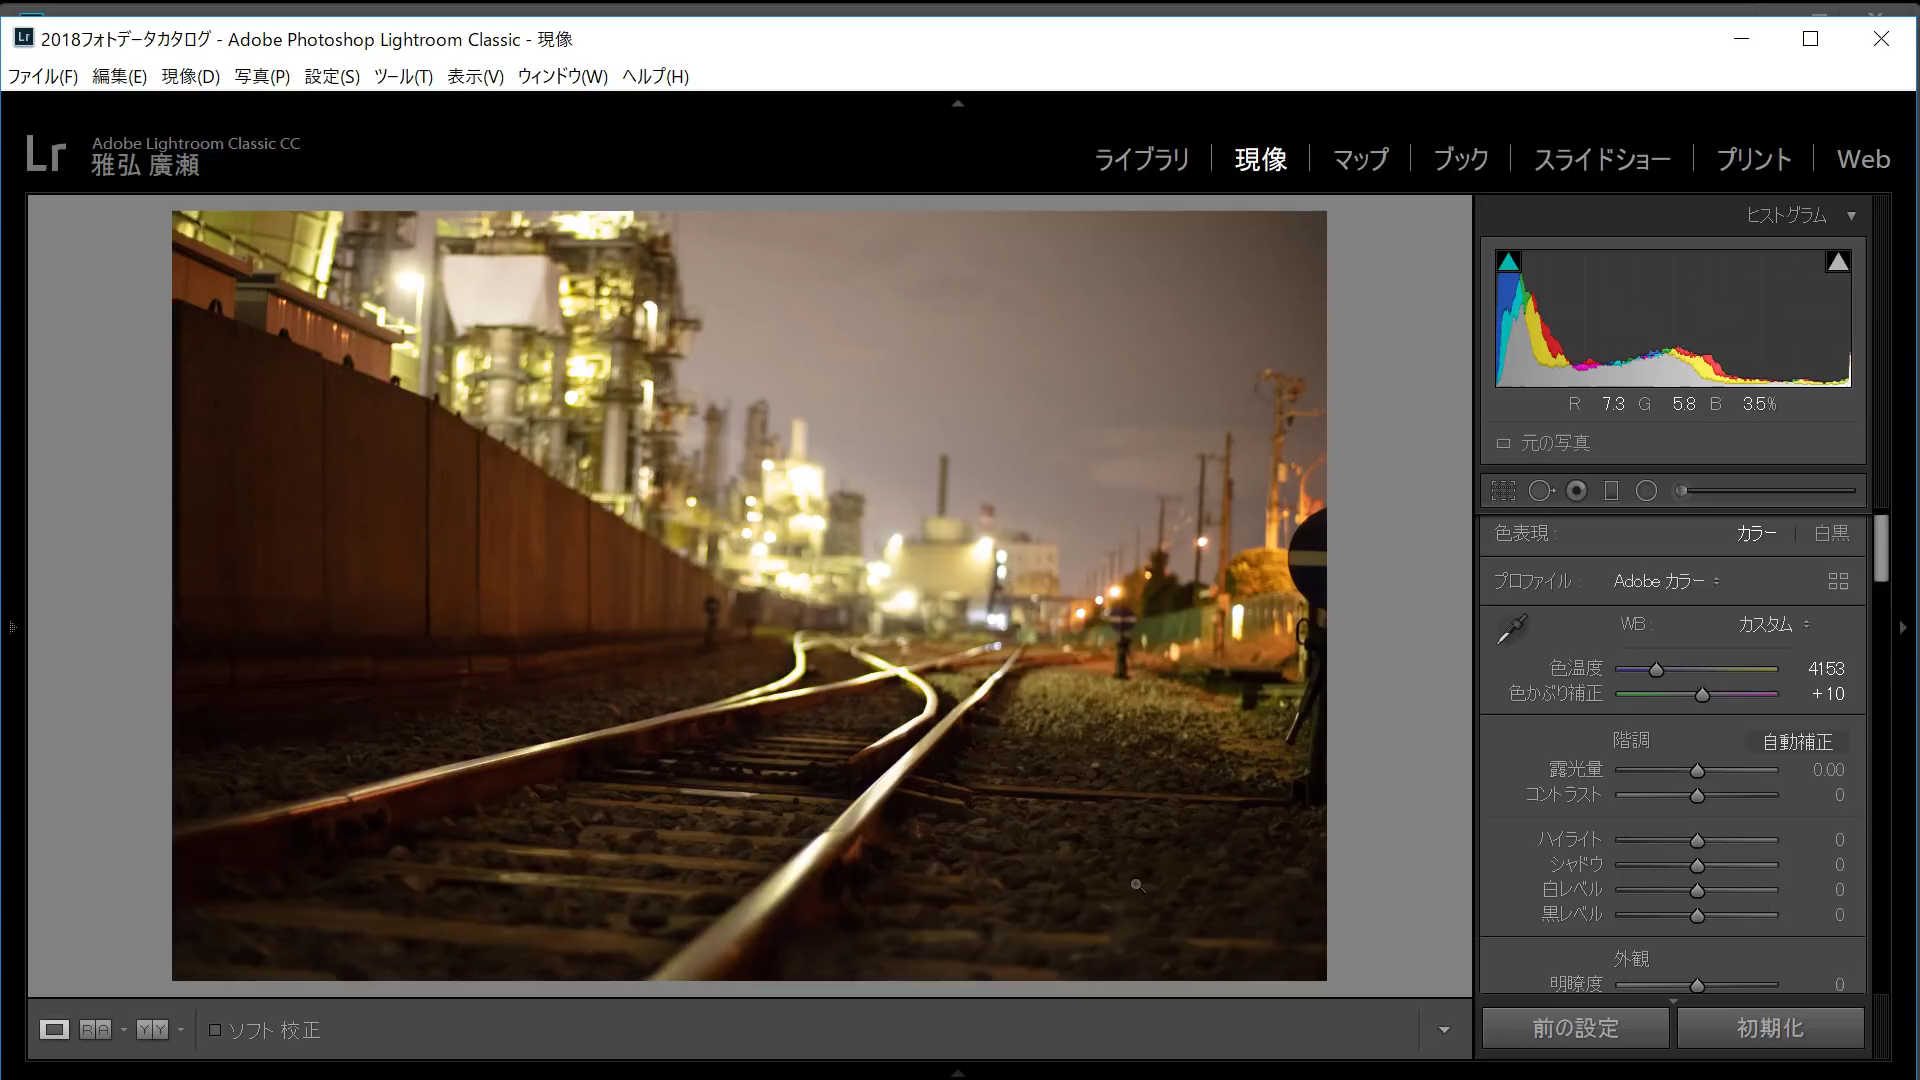 Lr 2018フォトデータカタログ - Adobe Photoshop Lightroom Classic - 現像
ファイル(F) 編集(E) 現像(D) 写真(P) 設定(S) ツール(T) 表示(V) ウィンドウ(W) ヘルプ(H)
Lr Adobe Lightroom Classic CC
雅弘 廣瀬
ライブラリ | 現像 | マップ | ブック | スライドショー | プリント | Web
ヒストグラム
R 7.3 G 5.8 B 3.5%
元の写真
色表現 : カラー | 白黒
プロファイル : Adobe カラー
WB : カスタム
色温度 4153
色かぶり補正 +10
階調 自動補正
露光量 0.00
コントラスト 0
ハイライト 0
シャドウ 0
白レベル 0
黒レベル 0
外観
明瞭度 0
RA YY ソフト校正
前の設定 初期化